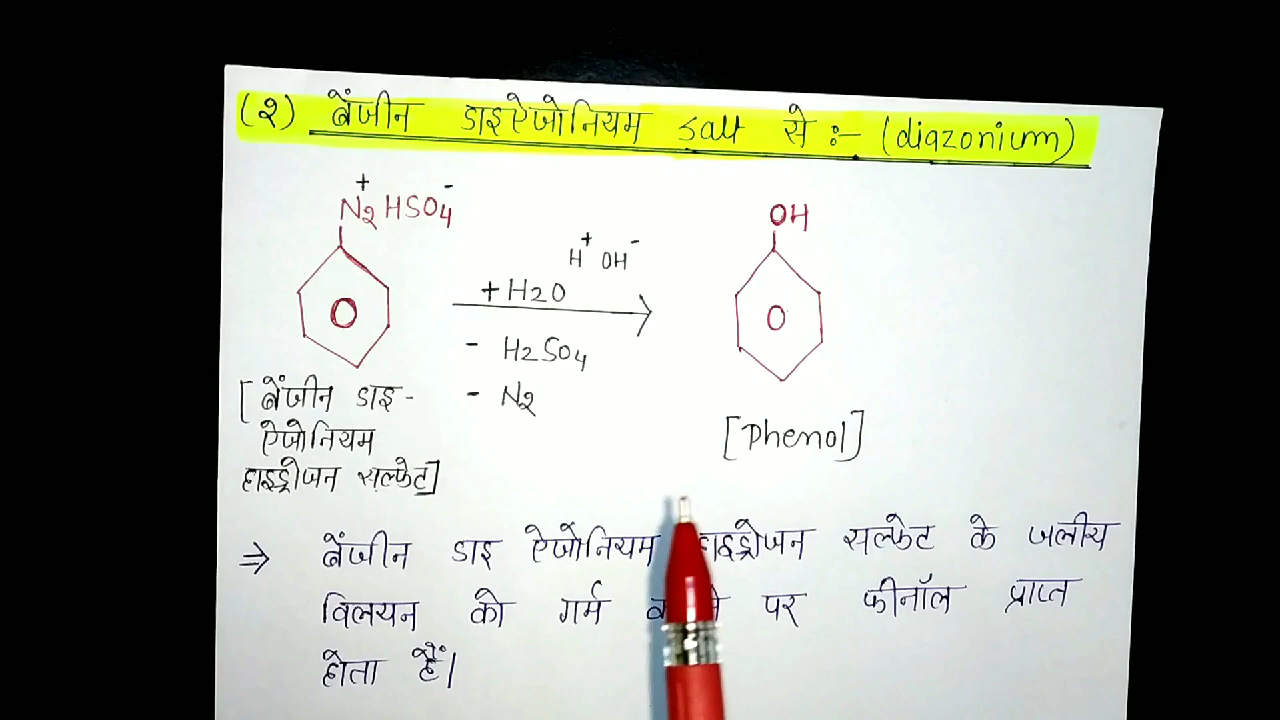 (२) बेंजीन डाइऐजोनियम salt से :- (diazonium)
N2+ HSO4-
OH
H+ OH-
+H2O
- H2SO4
- N2
[बेंजीन डाइ-
ऐजोनियम
हाइड्रोजन सल्फेट]
[Phenol]
⇒ बेंजीन डाइ ऐजोनियम हाइड्रोजन सल्फेट के जलीय
विलयन को गर्म पर फीनॉल प्राप्त
होता हैं।